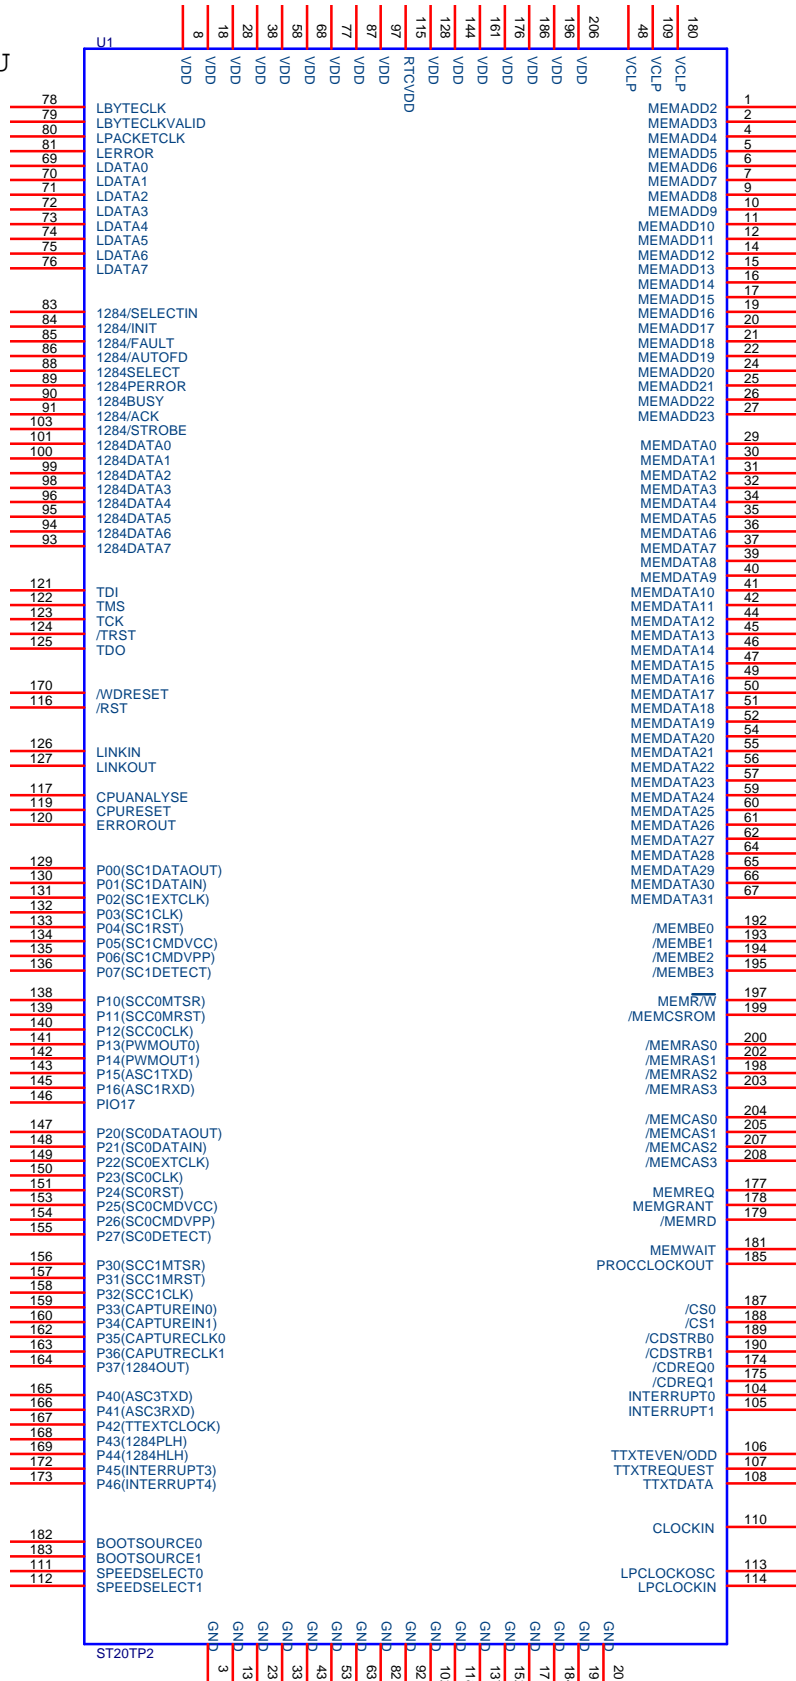 U
U1
8 18 28 38 58 68 77 87 97 115 128 144 161 176 186 196 206 48 109 180
VDD VDD VDD VDD VDD VDD VDD VDD VDD RTCVDD VDD VDD VDD VDD VDD VDD VDD VCLP VCLP VCLP
78 LBYTECLK MEMADD2 1
79 LBYTECLKVALID MEMADD3 2
80 LPACKETCLK MEMADD4 4
81 LERROR MEMADD5 5
69 LDATA0 MEMADD6 6
70 LDATA1 MEMADD7 7
71 LDATA2 MEMADD8 9
72 LDATA3 MEMADD9 10
73 LDATA4 MEMADD10 11
74 LDATA5 MEMADD11 12
75 LDATA6 MEMADD12 14
76 LDATA7 MEMADD13 15
MEMADD14 16
MEMADD15 17
83 1284/SELECTIN MEMADD16 19
84 1284/INIT MEMADD17 20
85 1284/FAULT MEMADD18 21
86 1284/AUTOFD MEMADD19 22
88 1284SELECT MEMADD20 24
89 1284PERROR MEMADD21 25
90 1284BUSY MEMADD22 26
91 1284/ACK MEMADD23 27
103 1284/STROBE
101 1284DATA0 MEMDATA0 29
100 1284DATA1 MEMDATA1 30
99 1284DATA2 MEMDATA2 31
98 1284DATA3 MEMDATA3 32
96 1284DATA4 MEMDATA4 34
95 1284DATA5 MEMDATA5 35
94 1284DATA6 MEMDATA6 36
93 1284DATA7 MEMDATA7 37
MEMDATA8 39
MEMDATA9 40
121 TDI MEMDATA10 41
122 TMS MEMDATA11 42
123 TCK MEMDATA12 44
124 /TRST MEMDATA13 45
125 TDO MEMDATA14 46
MEMDATA15 47
MEMDATA16 49
170 /WDRESET MEMDATA17 50
116 /RST MEMDATA18 51
MEMDATA19 52
MEMDATA20 54
126 LINKIN MEMDATA21 55
127 LINKOUT MEMDATA22 56
MEMDATA23 57
117 CPUANALYSE MEMDATA24 59
119 CPURESET MEMDATA25 60
120 ERROROUT MEMDATA26 61
MEMDATA27 62
MEMDATA28 64
129 P00(SC1DATAOUT) MEMDATA29 65
130 P01(SC1DATAIN) MEMDATA30 66
131 P02(SC1EXTCLK) MEMDATA31 67
132 P03(SC1CLK)
133 P04(SC1RST) /MEMBE0 192
134 P05(SC1CMDVCC) /MEMBE1 193
135 P06(SC1CMDVPP) /MEMBE2 194
136 P07(SC1DETECT) /MEMBE3 195
138 P10(SCC0MTSR) MEMR/W 197
139 P11(SCC0MRST) /MEMCSROM 199
140 P12(SCC0CLK)
141 P13(PWMOUT0) /MEMRAS0 200
142 P14(PWMOUT1) /MEMRAS1 202
143 P15(ASC1TXD) /MEMRAS2 198
145 P16(ASC1RXD) /MEMRAS3 203
146 PIO17
/MEMCAS0 204
147 P20(SC0DATAOUT) /MEMCAS1 205
148 P21(SC0DATAIN) /MEMCAS2 207
149 P22(SC0EXTCLK) /MEMCAS3 208
150 P23(SC0CLK)
151 P24(SC0RST) MEMREQ 177
153 P25(SC0CMDVCC) MEMGRANT 178
154 P26(SC0CMDVPP) /MEMRD 179
155 P27(SC0DETECT)
MEMWAIT 181
156 P30(SCC1MTSR) PROCCLOCKOUT 185
157 P31(SCC1MRST)
158 P32(SCC1CLK)
159 P33(CAPTUREIN0) /CS0 187
160 P34(CAPTUREIN1) /CS1 188
162 P35(CAPTURECLK0 /CDSTRB0 189
163 P36(CAPUTRECLK1 /CDSTRB1 190
164 P37(1284OUT) /CDREQ0 174
/CDREQ1 175
165 P40(ASC3TXD) INTERRUPT0 104
166 P41(ASC3RXD) INTERRUPT1 105
167 P42(TTEXTCLOCK)
168 P43(1284PLH)
169 P44(1284HLH) TTXTEVEN/ODD 106
172 P45(INTERRUPT3) TTXTREQUEST 107
173 P46(INTERRUPT4) TTXTDATA 108
CLOCKIN 110
182 BOOTSOURCE0
183 BOOTSOURCE1
111 SPEEDSELECT0 LPCLOCKOSC 113
112 SPEEDSELECT1 LPCLOCKIN 114
GND GND GND GND GND GND GND GND GND GND GND GND GND GND GND GND GND
ST20TP2
3 13 23 33 43 53 63 82 92